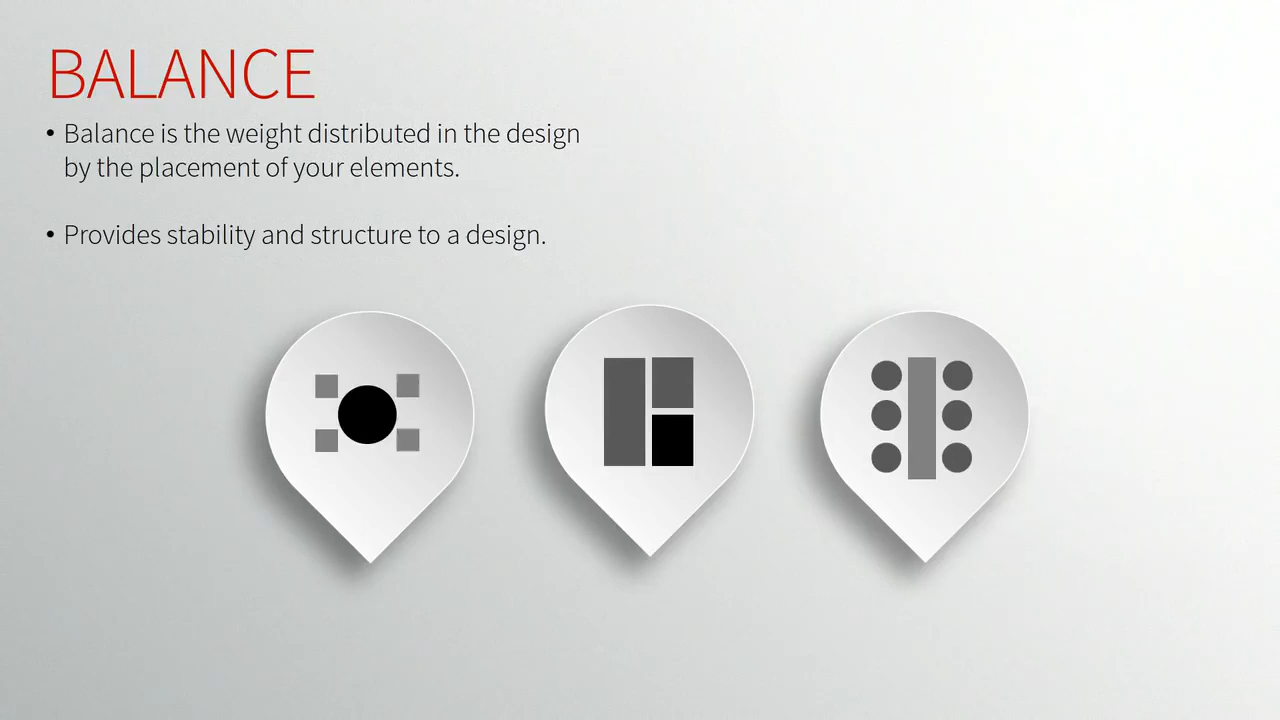 BALANCE
• Balance is the weight distributed in the design
by the placement of your elements.
• Provides stability and structure to a design.